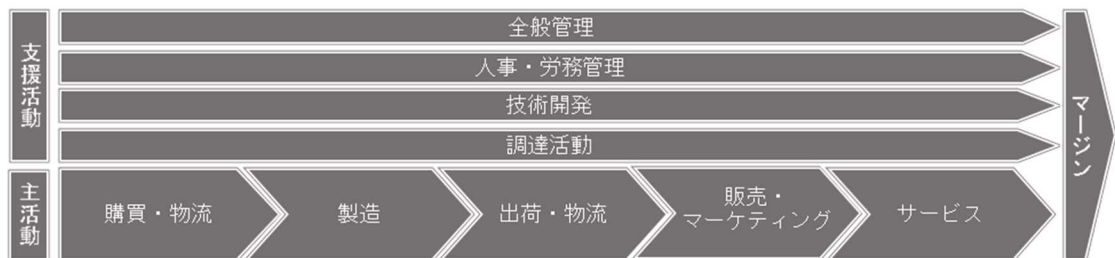 支援活動
全般管理
人事・労務管理
技術開発
調達活動
主活動
購買・物流
製造
出荷・物流
販売・
マーケティング
サービス
マージン